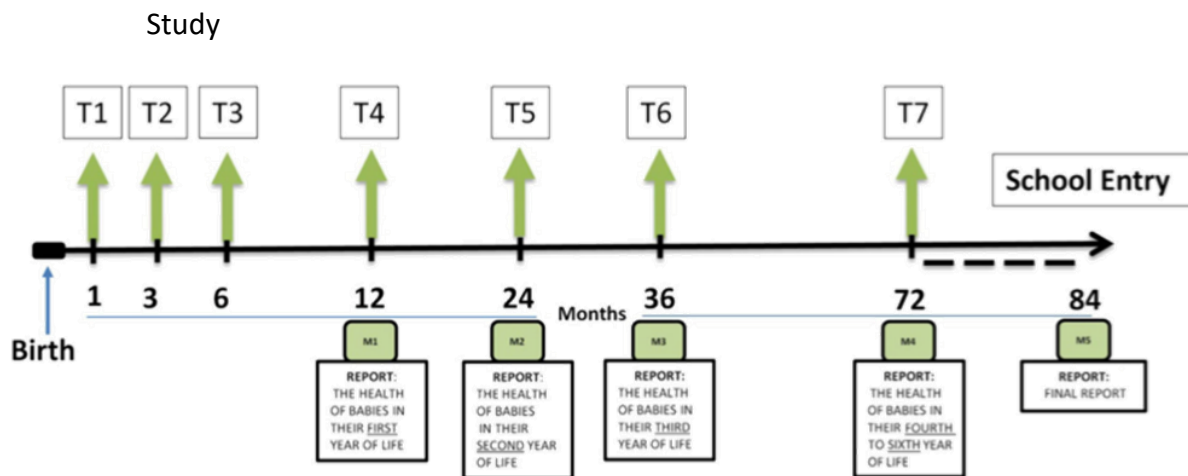 Study
T1 T2 T3 T4 T5 T6 T7
School Entry
1 3 6 12 24 36 72 84
Months
Birth
M1 M2 M3 M4 M5
REPORT:
THE HEALTH
OF BABIES IN
THEIR FIRST
YEAR OF LIFE
REPORT:
THE HEALTH
OF BABIES
IN THEIR
SECOND YEAR
OF LIFE
REPORT:
THE HEALTH
OF BABIES IN
THEIR THIRD
YEAR OF LIFE
REPORT:
THE HEALTH
OF BABIES IN
THEIR FOURTH
TO SIXTH YEAR
OF LIFE
REPORT:
FINAL REPORT